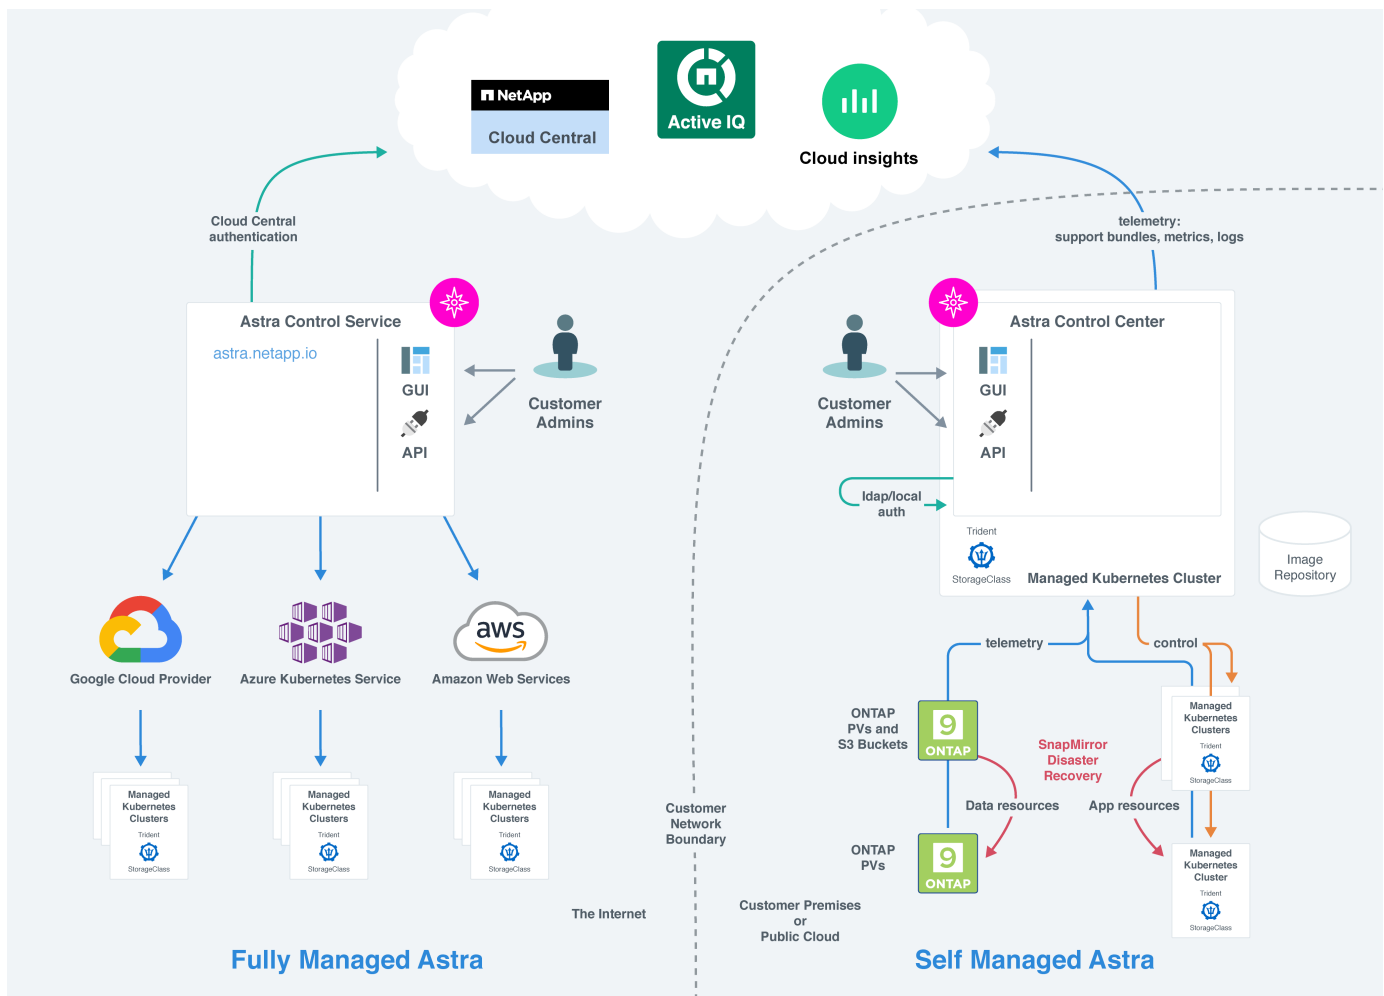 NetApp
Cloud Central
Active IQ
Cloud insights
Cloud Central
authentication
telemetry:
support bundles, metrics, logs
Astra Control Service
astra.netapp.io
GUI
API
Customer
Admins
Customer
Admins
Astra Control Center
GUI
API
ldap/local
auth
Trident
StorageClass
Managed Kubernetes Cluster
Image
Repository
Google Cloud Provider
Azure Kubernetes Service
aws
Amazon Web Services
Managed
Kubernetes
Clusters
Trident
StorageClass
Managed
Kubernetes
Clusters
Trident
StorageClass
Managed
Kubernetes
Clusters
Trident
StorageClass
telemetry
control
ONTAP
PVs and
S3 Buckets
9
ONTAP
SnapMirror
Disaster
Recovery
Managed
Kubernetes
Clusters
Trident
StorageClass
Data resources
App resources
Customer
Network
Boundary
ONTAP
PVs
9
ONTAP
Managed
Kubernetes
Cluster
Trident
StorageClass
The Internet
Customer Premises
or
Public Cloud
Fully Managed Astra
Self Managed Astra